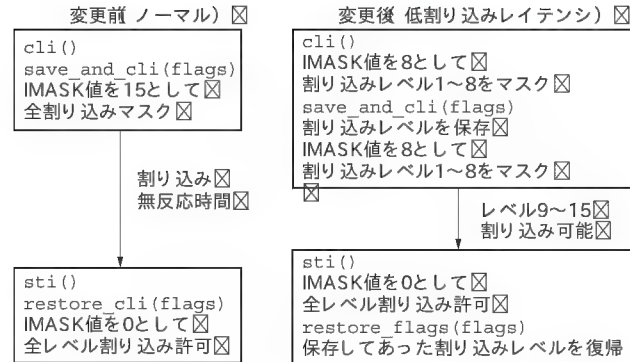 変更前(ノーマル)
cli()
save_and_cli(flags)
IMASK値を15として
全割り込みマスク
割り込み
無反応時間
sti()
restore_cli(flags)
IMASK値を0として
全レベル割り込み許可
変更後(低割り込みレイテンシ)
cli()
IMASK値を8として
割り込みレベル1〜8をマスク
save_and_cli(flags)
割り込みレベルを保存
IMASK値を8として
割り込みレベル1〜8をマスク
レベル9〜15
割り込み可能
sti()
IMASK値を0として
全レベル割り込み許可
restore_flags(flags)
保存してあった割り込みレベルを復帰